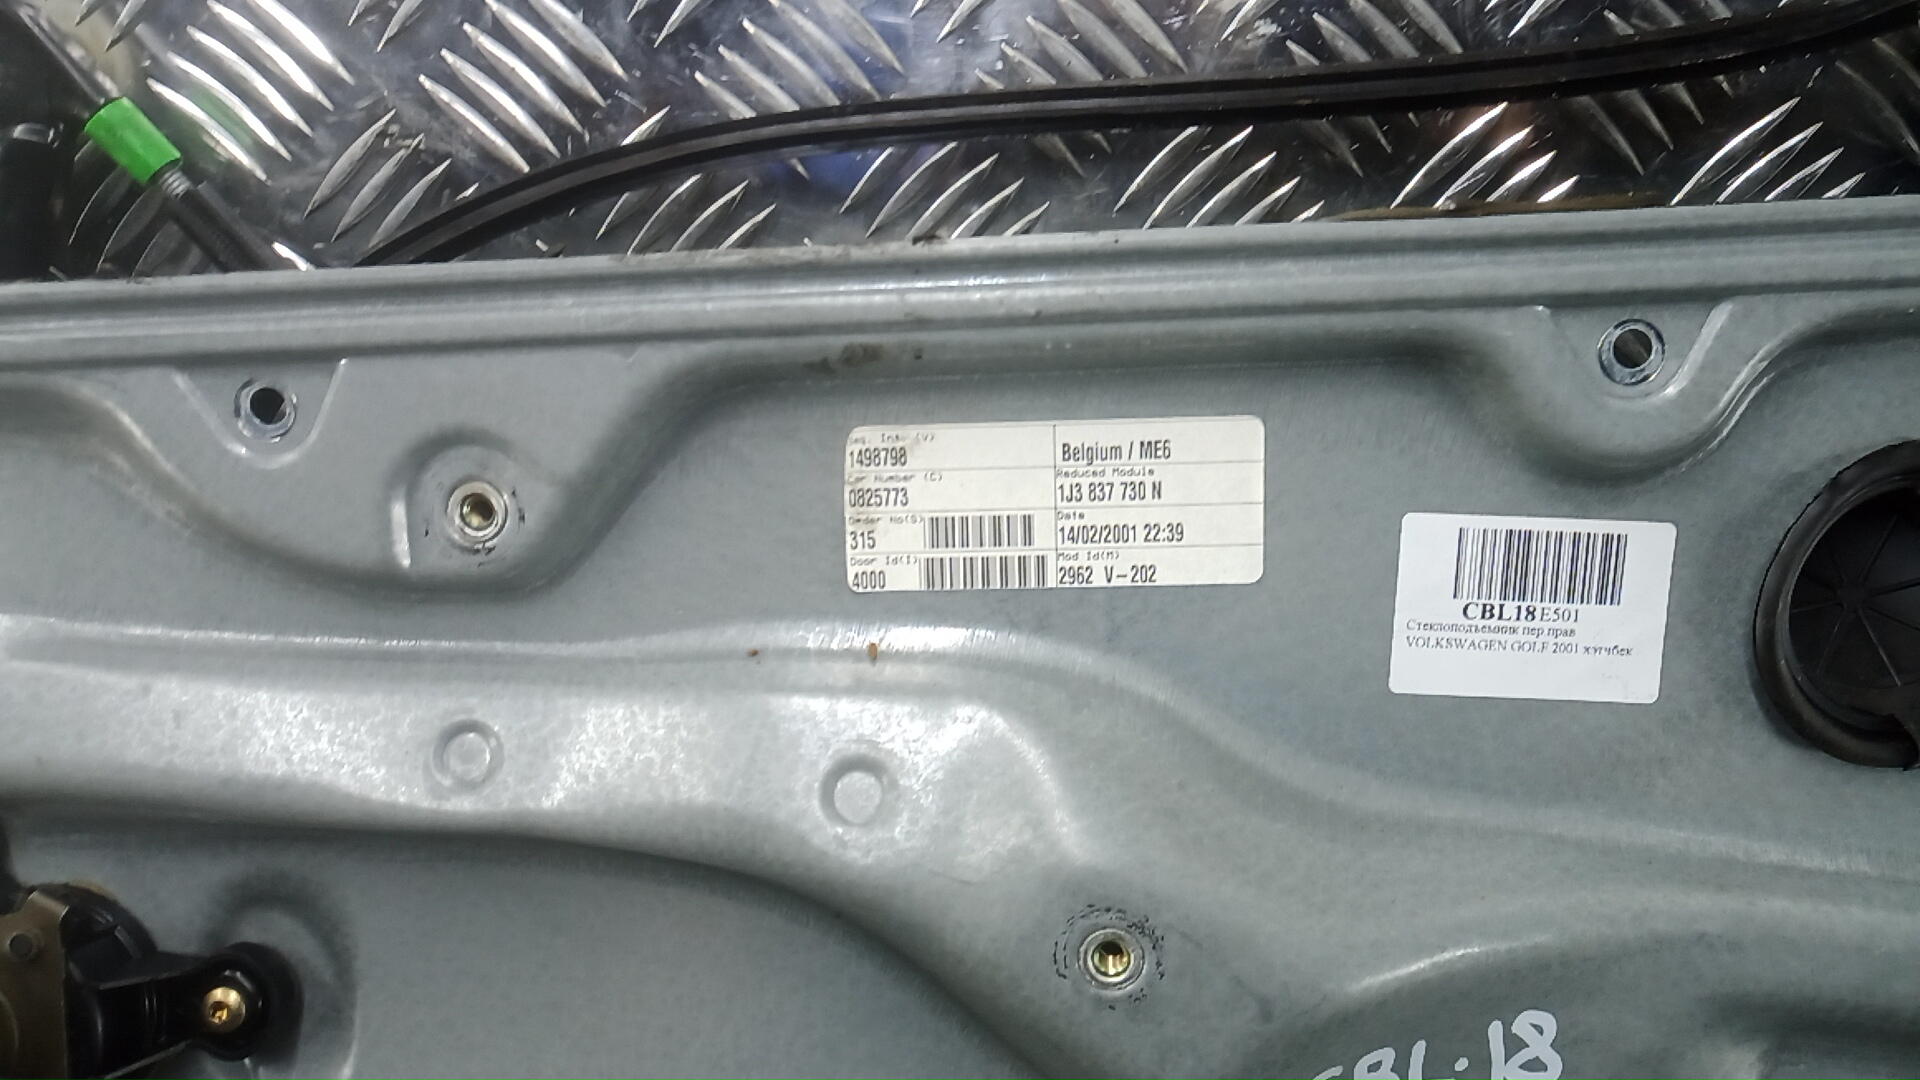 Seq. Info (V)
1498798
Car Number (C)
0825773
Order No(S)
315
Door Id(I)
4000
Belgium / ME6
Reduced Module
1J3 837 730 N
Date
14/02/2001 22:39
Mod Id(M)
2962 V-202
CBL18E501
Стеклоподъемник пер.прав
VOLKSWAGEN GOLF 2001 хэтчбек
CBL.18